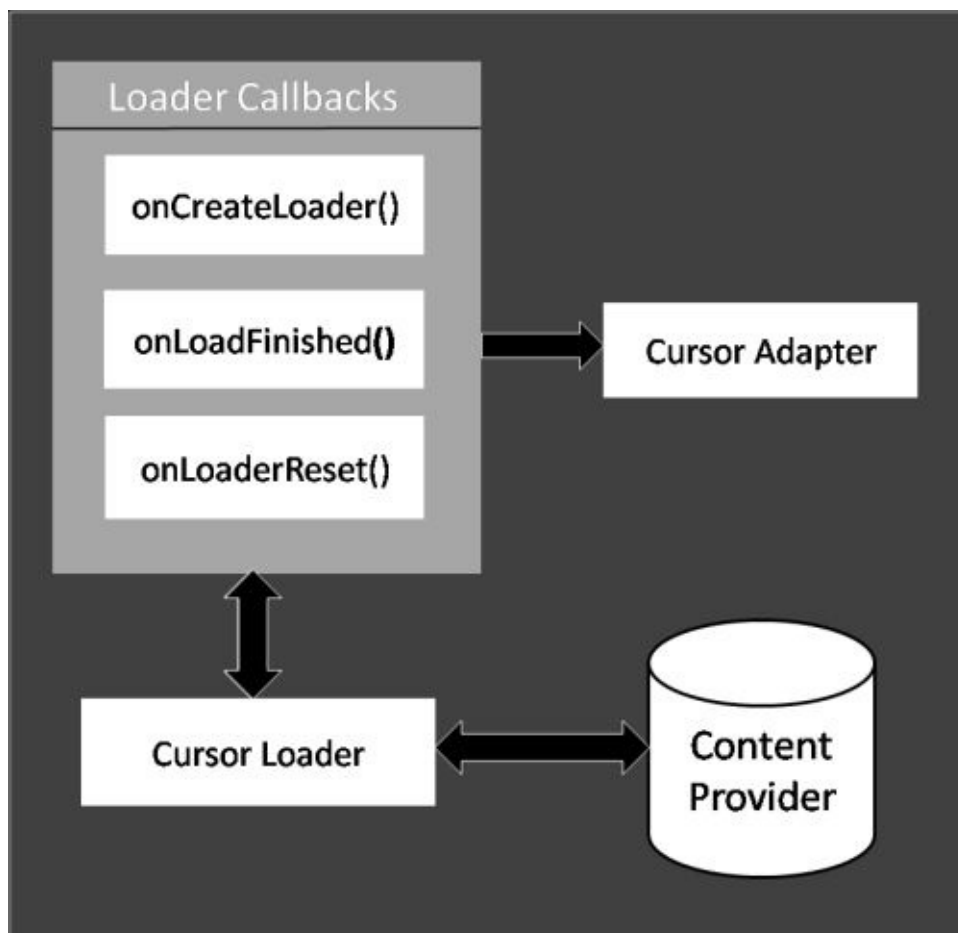 Loader Callbacks
onCreateLoader()
onLoadFinished()
Cursor Adapter
onLoaderReset()
Cursor Loader
Content
Provider